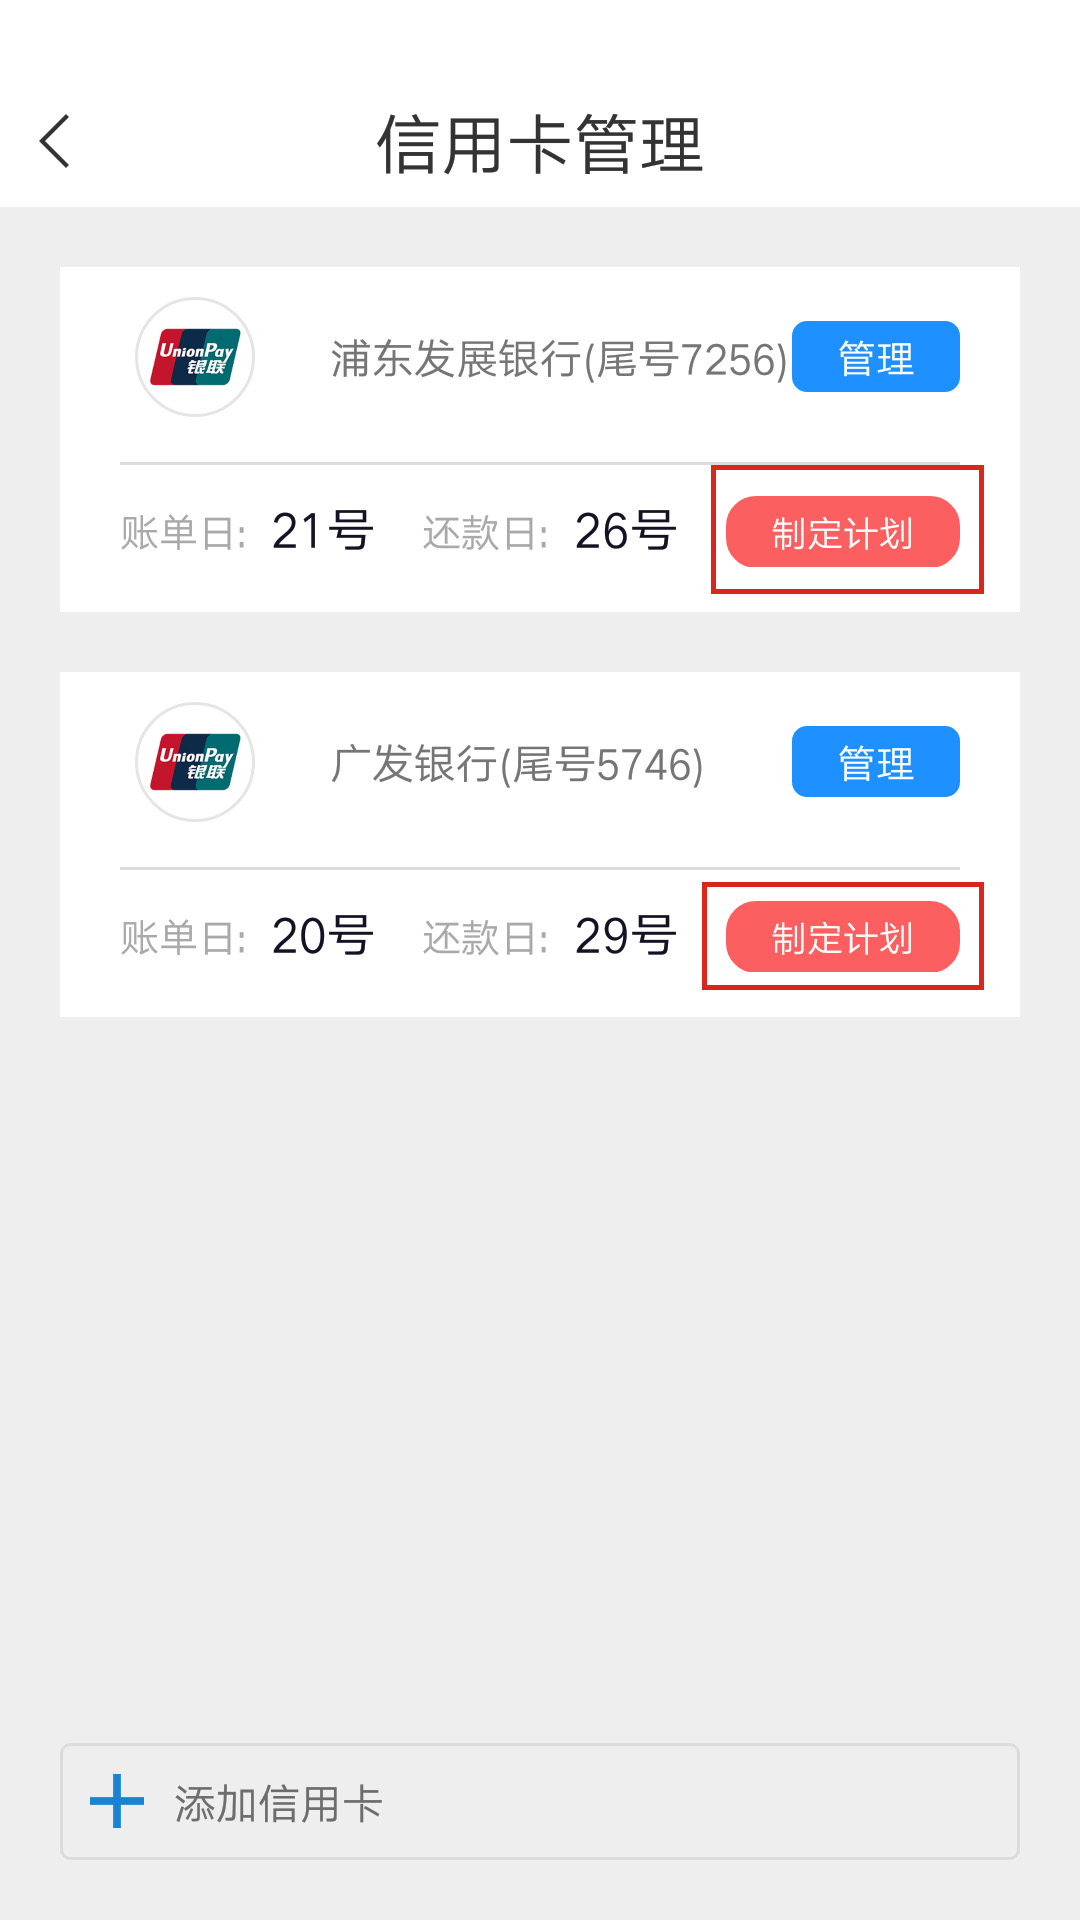 信用卡管理
UnionPay
银联
浦东发展银行(尾号7256)
管理
账单日: 21号 还款日: 26号 制定计划
UnionPay
银联
广发银行(尾号5746)
管理
账单日: 20号 还款日: 29号 制定计划
添加信用卡